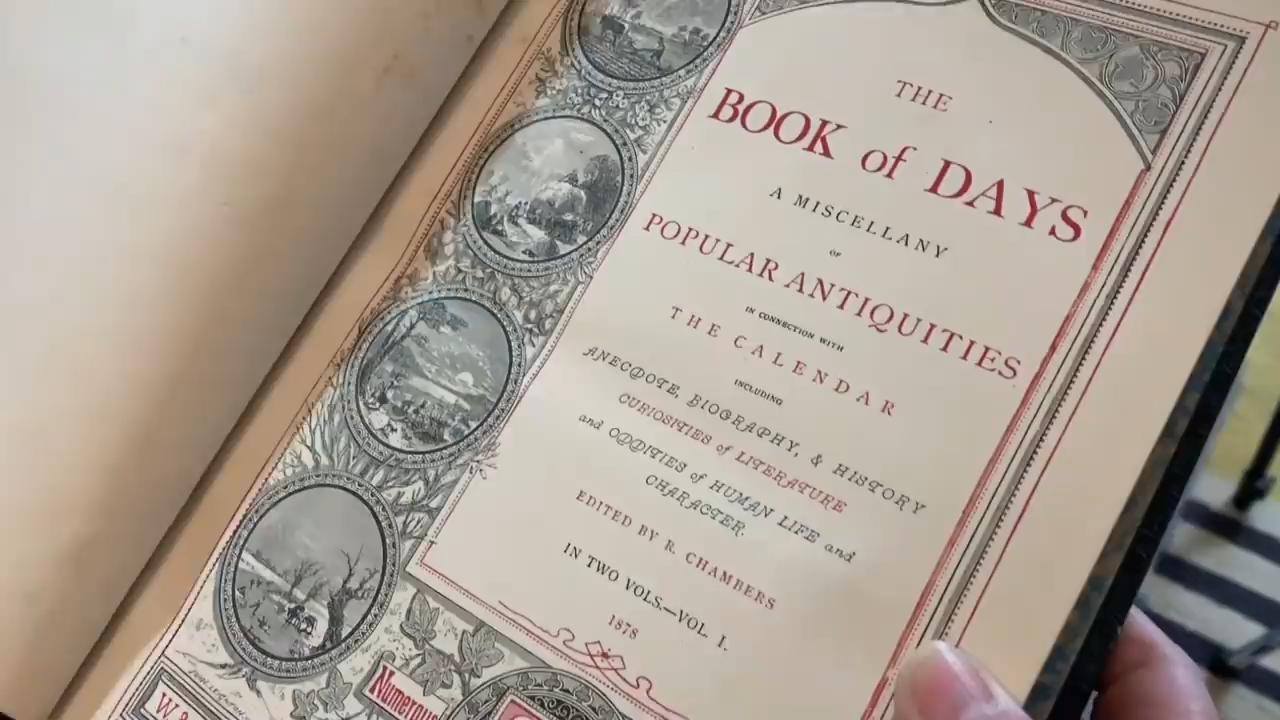 THE
BOOK of DAYS
A MISCELLANY
OF
POPULAR ANTIQUITIES
IN CONNECTION WITH
THE CALENDAR
INCLUDING
ANECDOTE, BIOGRAPHY, & HISTORY
CURIOSITIES of LITERATURE
and ODDITIES of HUMAN LIFE and
CHARACTER.
EDITED BY R. CHAMBERS
IN TWO VOLS.—VOL. I.
1878
Numerous
W. &